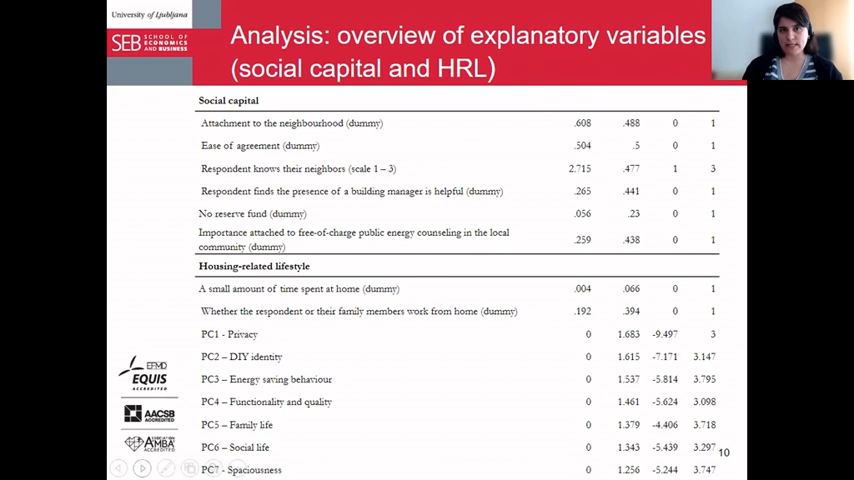 University of Ljubljana
SEB SCHOOL OF ECONOMICS AND BUSINESS
Analysis: overview of explanatory variables
(social capital and HRL)
Social capital
Attachment to the neighbourhood (dummy) .608 .488 0 1
Ease of agreement (dummy) .504 .5 0 1
Respondent knows their neighbors (scale 1 – 3) 2.715 .477 1 3
Respondent finds the presence of a building manager is helpful (dummy) .265 .441 0 1
No reserve fund (dummy) .056 .23 0 1
Importance attached to free-of-charge public energy counseling in the local
community (dummy) .259 .438 0 1
Housing-related lifestyle
A small amount of time spent at home (dummy) .004 .066 0 1
Whether the respondent or their family members work from home (dummy) .192 .394 0 1
PC1 - Privacy 0 1.683 -9.497 3
PC2 – DIY identity 0 1.615 -7.171 3.147
PC3 – Energy saving behaviour 0 1.537 -5.814 3.795
PC4 – Functionality and quality 0 1.461 -5.624 3.098
PC5 – Family life 0 1.379 -4.406 3.718
PC6 – Social life 0 1.343 -5.439 3.297
PC7 - Spaciousness 0 1.256 -5.244 3.747
10
EFMD
EQUIS
ACCREDITED
AACSB
ACCREDITED
AMBA
ACCREDITED